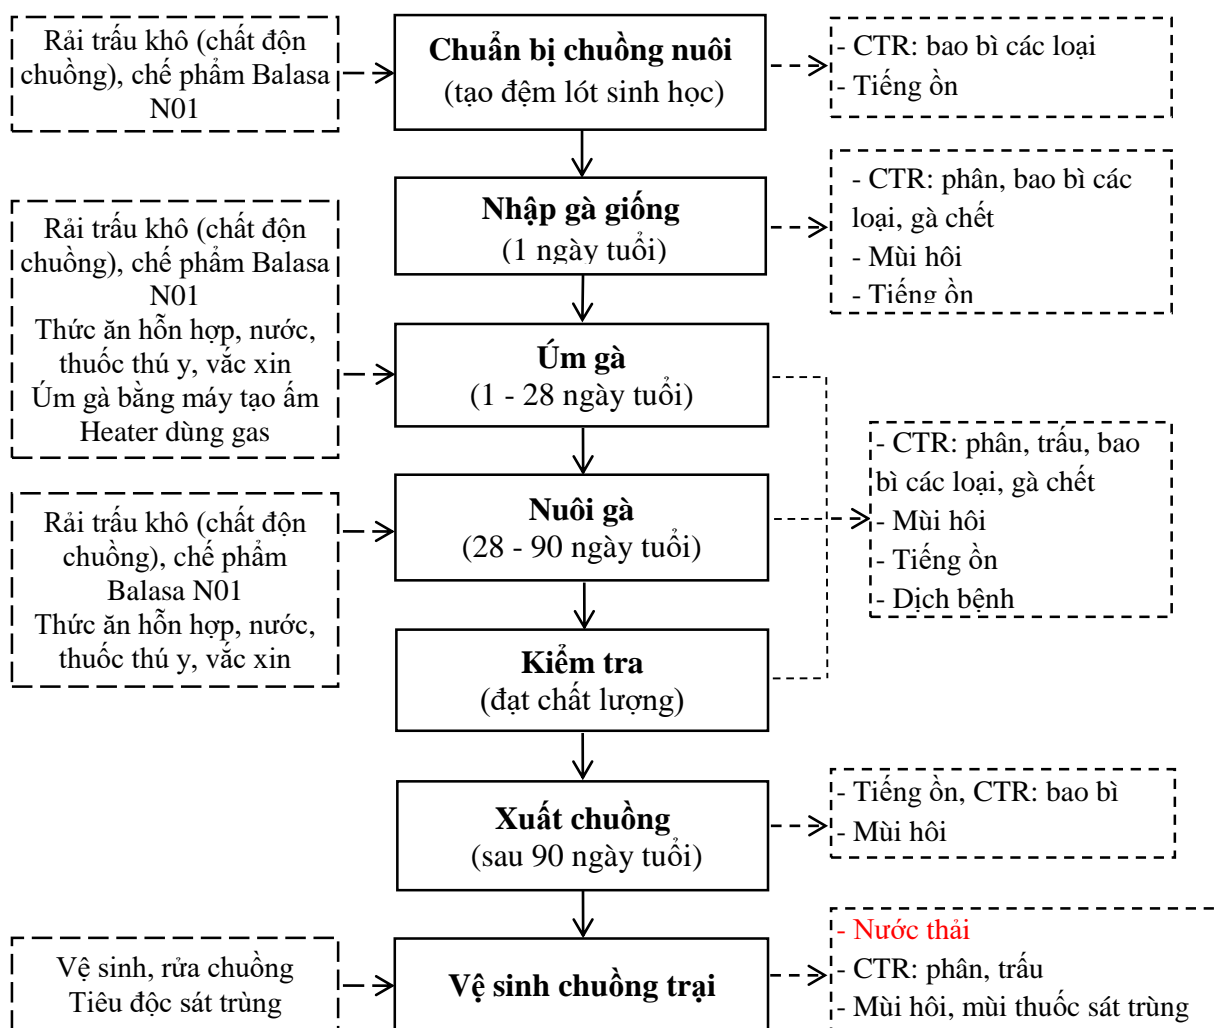 Rải trấu khô (chất độn
chuồng), chế phẩm Balasa
N01
Chuẩn bị chuồng nuôi
(tạo đệm lót sinh học)
- CTR: bao bì các loại
- Tiếng ồn
Nhập gà giống
(1 ngày tuổi)
- CTR: phân, bao bì các
loại, gà chết
- Mùi hôi
- Tiếng ồn
Rải trấu khô (chất độn
chuồng), chế phẩm Balasa
N01
Thức ăn hỗn hợp, nước,
thuốc thú y, vắc xin
Úm gà bằng máy tạo ấm
Heater dùng gas
Úm gà
(1 - 28 ngày tuổi)
- CTR: phân, trấu, bao
bì các loại, gà chết
- Mùi hôi
- Tiếng ồn
- Dịch bệnh
Rải trấu khô (chất độn
chuồng), chế phẩm
Balasa N01
Thức ăn hỗn hợp, nước,
thuốc thú y, vắc xin
Nuôi gà
(28 - 90 ngày tuổi)
Kiểm tra
(đạt chất lượng)
Xuất chuồng
(sau 90 ngày tuổi)
- Tiếng ồn, CTR: bao bì
- Mùi hôi
Vệ sinh, rửa chuồng
Tiêu độc sát trùng
Vệ sinh chuồng trại
- Nước thải
- CTR: phân, trấu
- Mùi hôi, mùi thuốc sát trùng